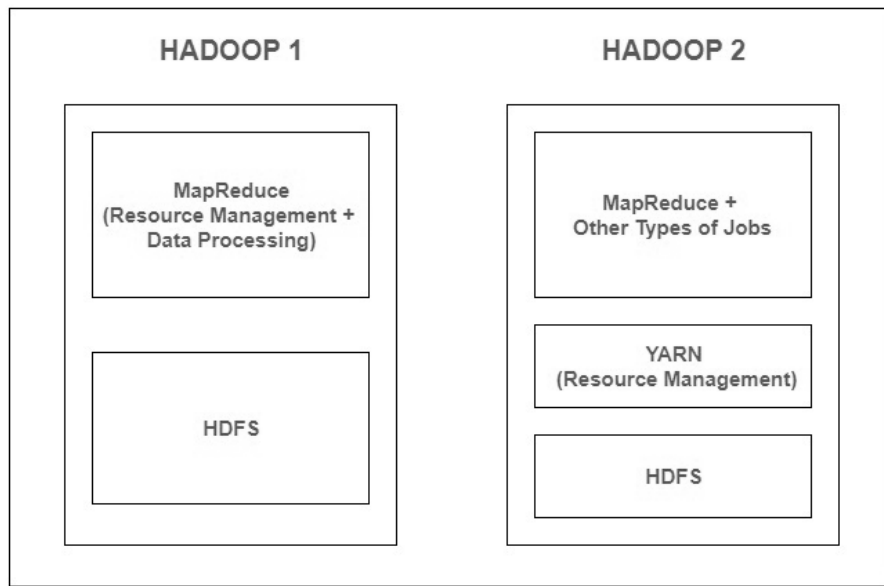 HADOOP 1
MapReduce
(Resource Management +
Data Processing)
HDFS
HADOOP 2
MapReduce +
Other Types of Jobs
YARN
(Resource Management)
HDFS